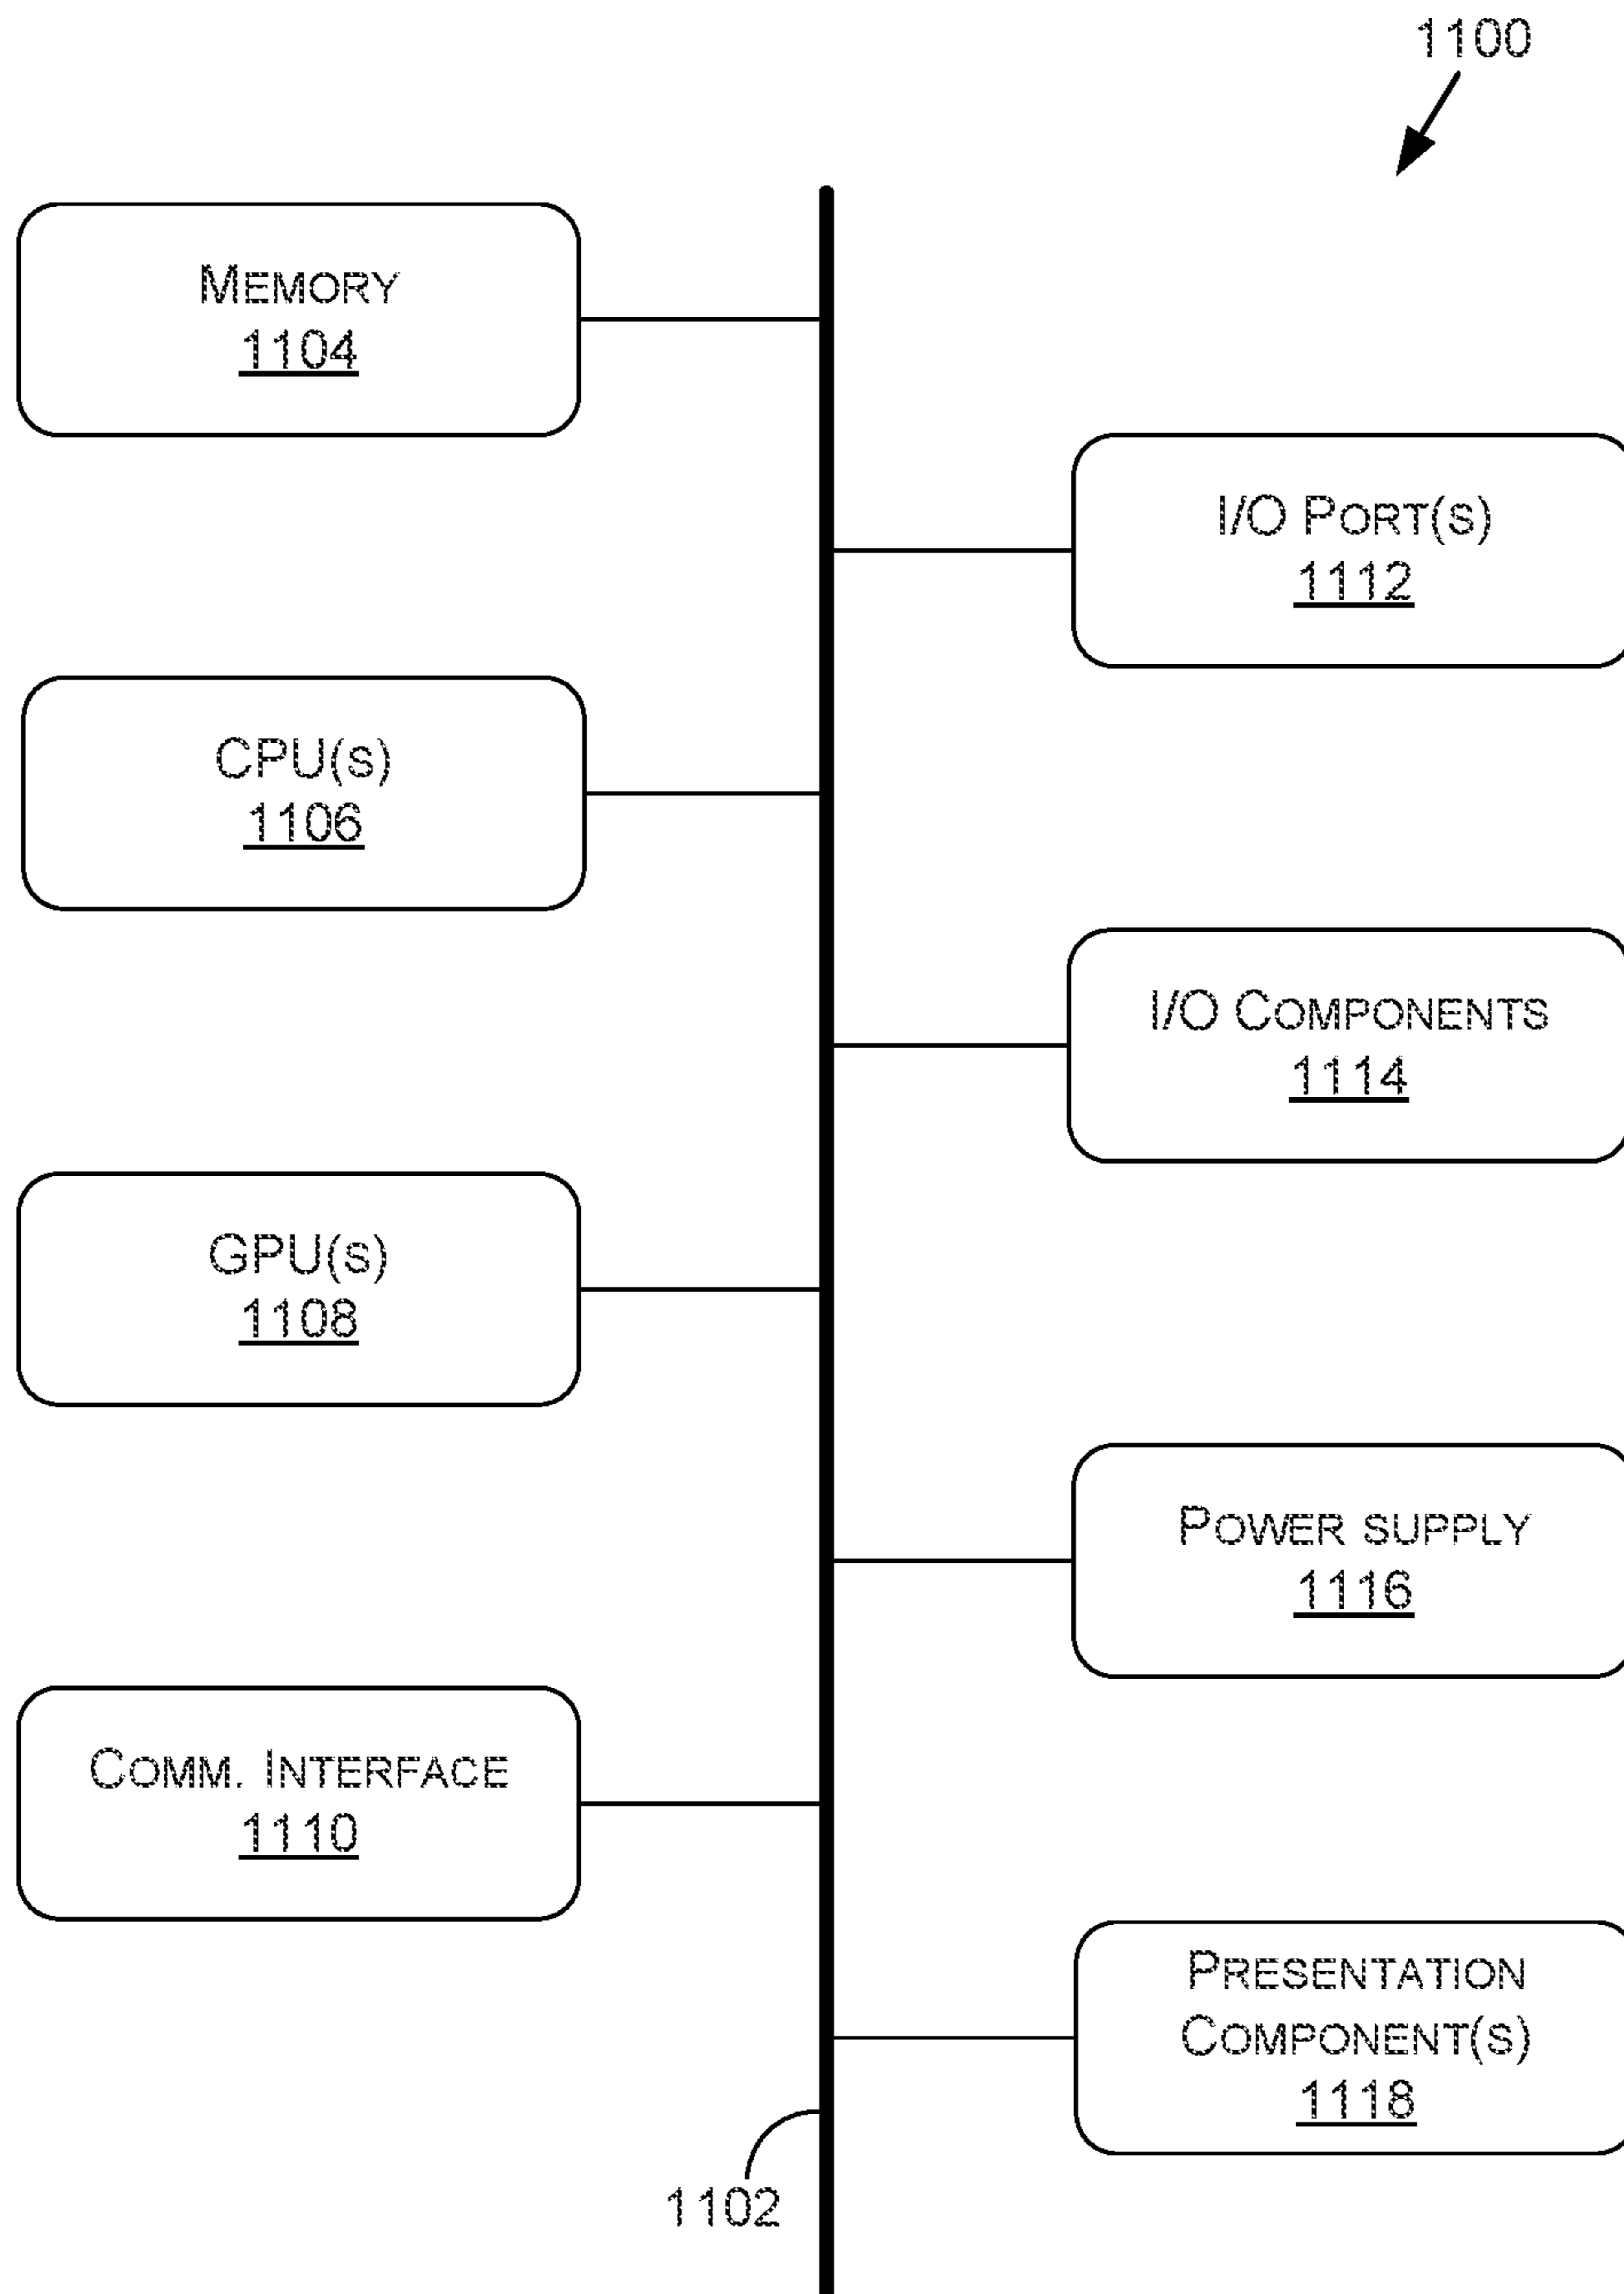 1100
MEMORY
1104
I/O PORT(S)
1112
CPU(S)
1106
I/O COMPONENTS
1114
GPU(S)
1108
POWER SUPPLY
1116
COMM. INTERFACE
1110
PRESENTATION
COMPONENT(S)
1118
1102